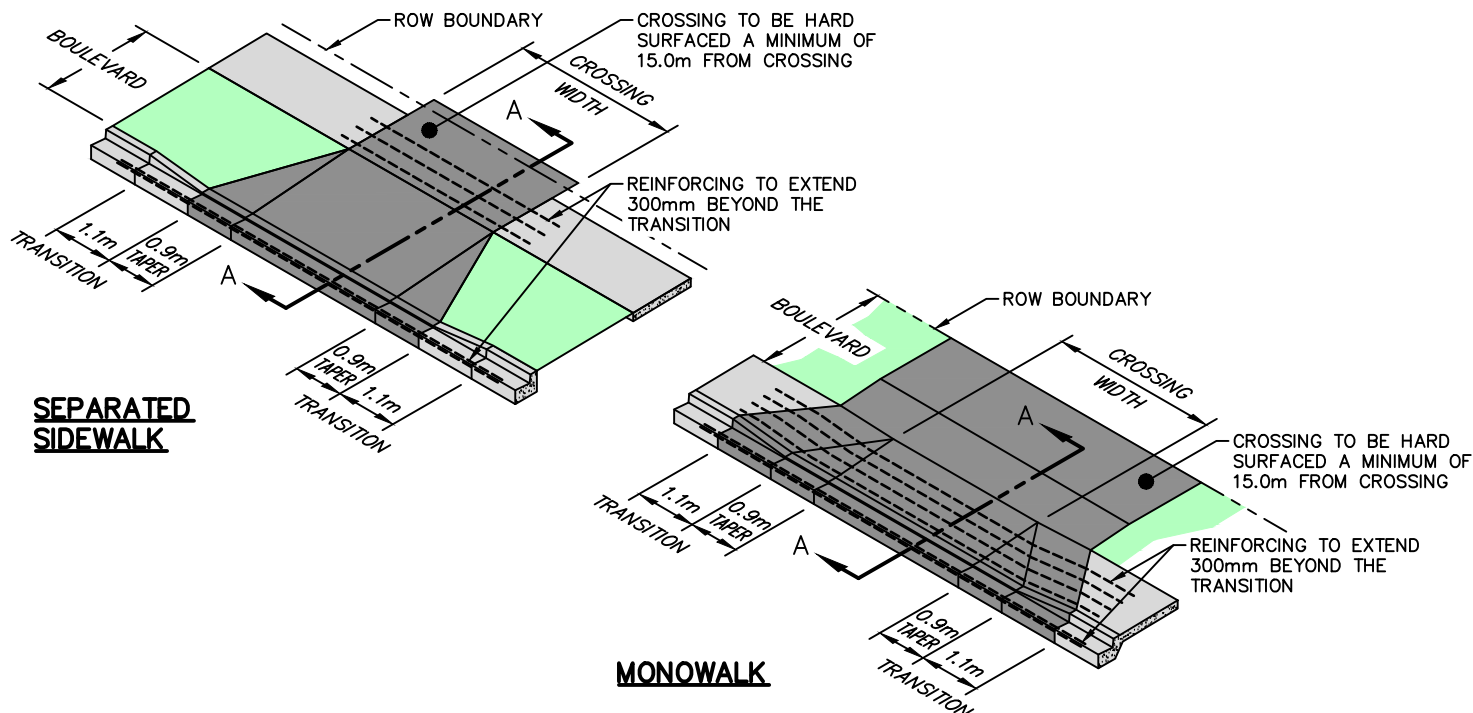 ROW BOUNDARY
CROSSING TO BE HARD
SURFACED A MINIMUM OF
15.0m FROM CROSSING
BOULEVARD
CROSSING
WIDTH
A
REINFORCING TO EXTEND
300mm BEYOND THE
TRANSITION
1.1m
TRANSITION
0.9m
TAPER
A
0.9m
TAPER
1.1m
TRANSITION
SEPARATED
SIDEWALK
ROW BOUNDARY
BOULEVARD
CROSSING
WIDTH
A
CROSSING TO BE HARD
SURFACED A MINIMUM OF
15.0m FROM CROSSING
1.1m
TRANSITION
0.9m
TAPER
A
REINFORCING TO EXTEND
300mm BEYOND THE
TRANSITION
0.9m
TAPER
1.1m
TRANSITION
MONOWALK